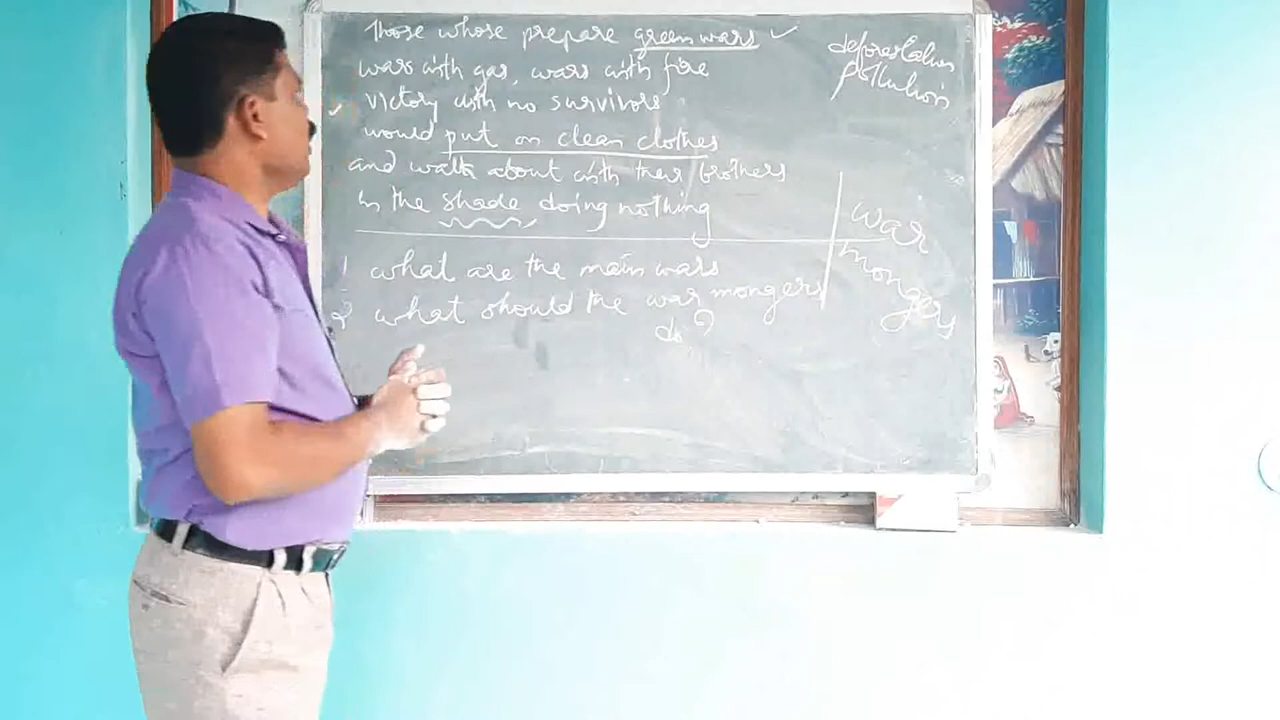 Those whose prepare green wars
wars with gas, wars with fire
victory with no survivors
would put on clean clothes
and walk about with their brothers
In the shade doing nothing
1 what are the main wars
2 what should the war mongers
do?
deforestation
pollution
war
mongers